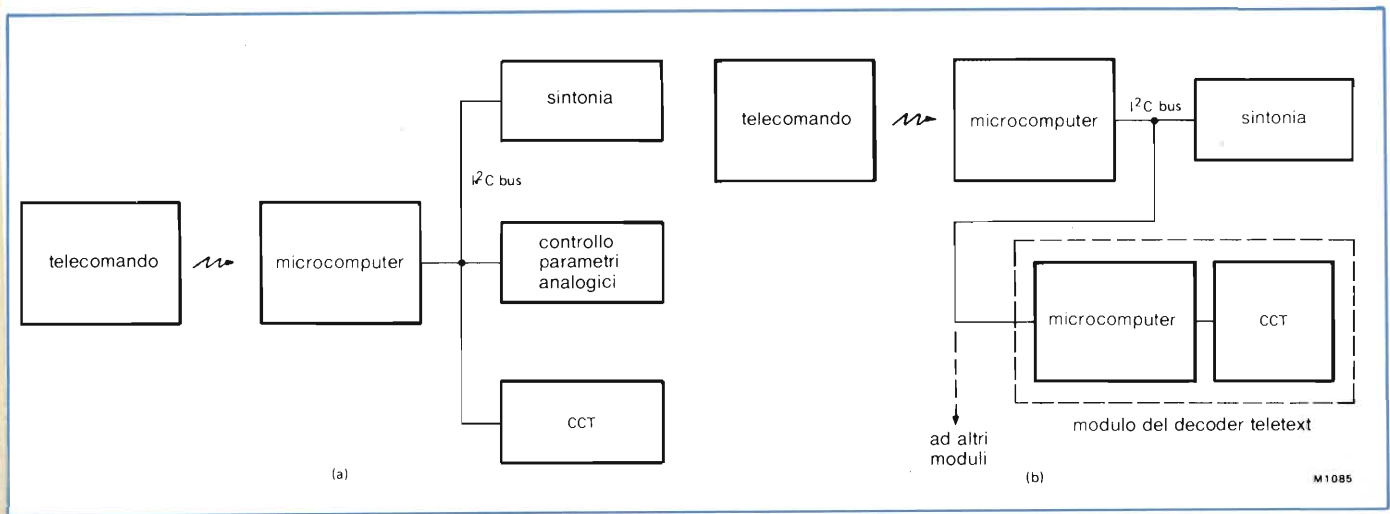 sintonia
I²C bus
telecomando
microcomputer
controllo
parametri
analogici
CCT
(a)
telecomando
microcomputer
I²C bus
sintonia
microcomputer
CCT
modulo del decoder teletext
ad altri
moduli
(b)
M1085